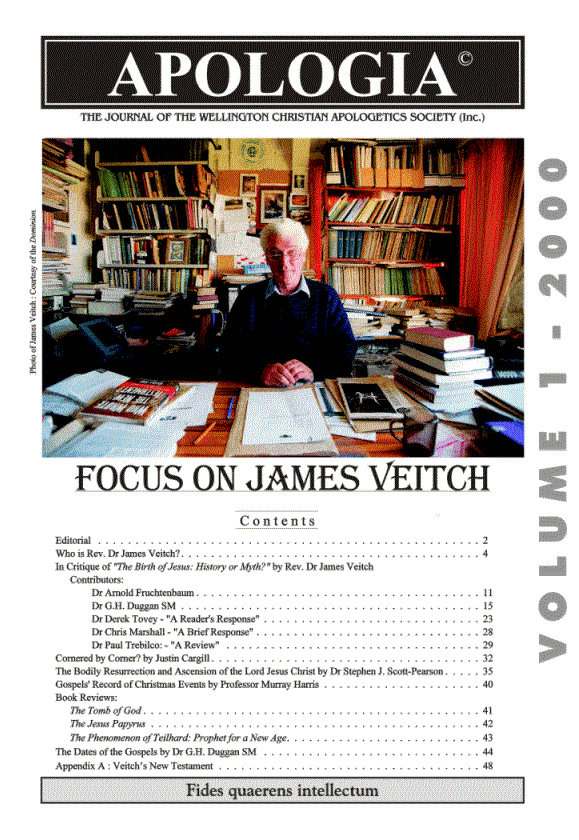 APOLOGIA©
THE JOURNAL OF THE WELLINGTON CHRISTIAN APOLOGETICS SOCIETY (Inc.)
Photo of James Veitch : Courtesy of the Dominion.
VOLUME 1 - 2000
FOCUS ON JAMES VEITCH
Contents
Editorial . . . . . . . . . . . . . . . . . . . . 2
Who is Rev. Dr James Veitch? . . . . . . . . . . . . . . . . . . . . 4
In Critique of "The Birth of Jesus: History or Myth?" by Rev. Dr James Veitch
Contributors:
Dr Arnold Fruchtenbaum . . . . . . . . . . . . . . . . . . . . 11
Dr G.H. Duggan SM . . . . . . . . . . . . . . . . . . . . 15
Dr Derek Tovey - "A Reader's Response" . . . . . . . . . . . . . . . . . . . . 23
Dr Chris Marshall - "A Brief Response" . . . . . . . . . . . . . . . . . . . . 28
Dr Paul Trebilco: - "A Review" . . . . . . . . . . . . . . . . . . . . 29
Cornered by Corner? by Justin Cargill . . . . . . . . . . . . . . . . . . . . 32
The Bodily Resurrection and Ascension of the Lord Jesus Christ by Dr Stephen J. Scott-Pearson . . . . . 35
Gospels' Record of Christmas Events by Professor Murray Harris . . . . . . . . . . . . . . . . . . . . 40
Book Reviews:
The Tomb of God . . . . . . . . . . . . . . . . . . . . 41
The Jesus Papyrus . . . . . . . . . . . . . . . . . . . . 42
The Phenomenon of Teilhard: Prophet for a New Age . . . . . . . . . . . . . . . . . . . . 43
The Dates of the Gospels by Dr G.H. Duggan SM . . . . . . . . . . . . . . . . . . . . 44
Appendix A : Veitch's New Testament . . . . . . . . . . . . . . . . . . . . 48
Fides quaerens intellectum